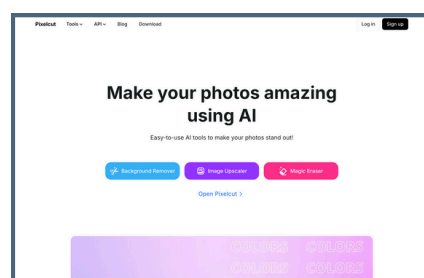 Pixelcut Tools API Blog Download Log in Sign up
Make your photos amazing
using AI
Easy-to-use AI tools to make your photos stand out!
Background Remover Image Upscaler Magic Eraser
Open Pixelcut
COLORS COLORS
COLORS COLORS